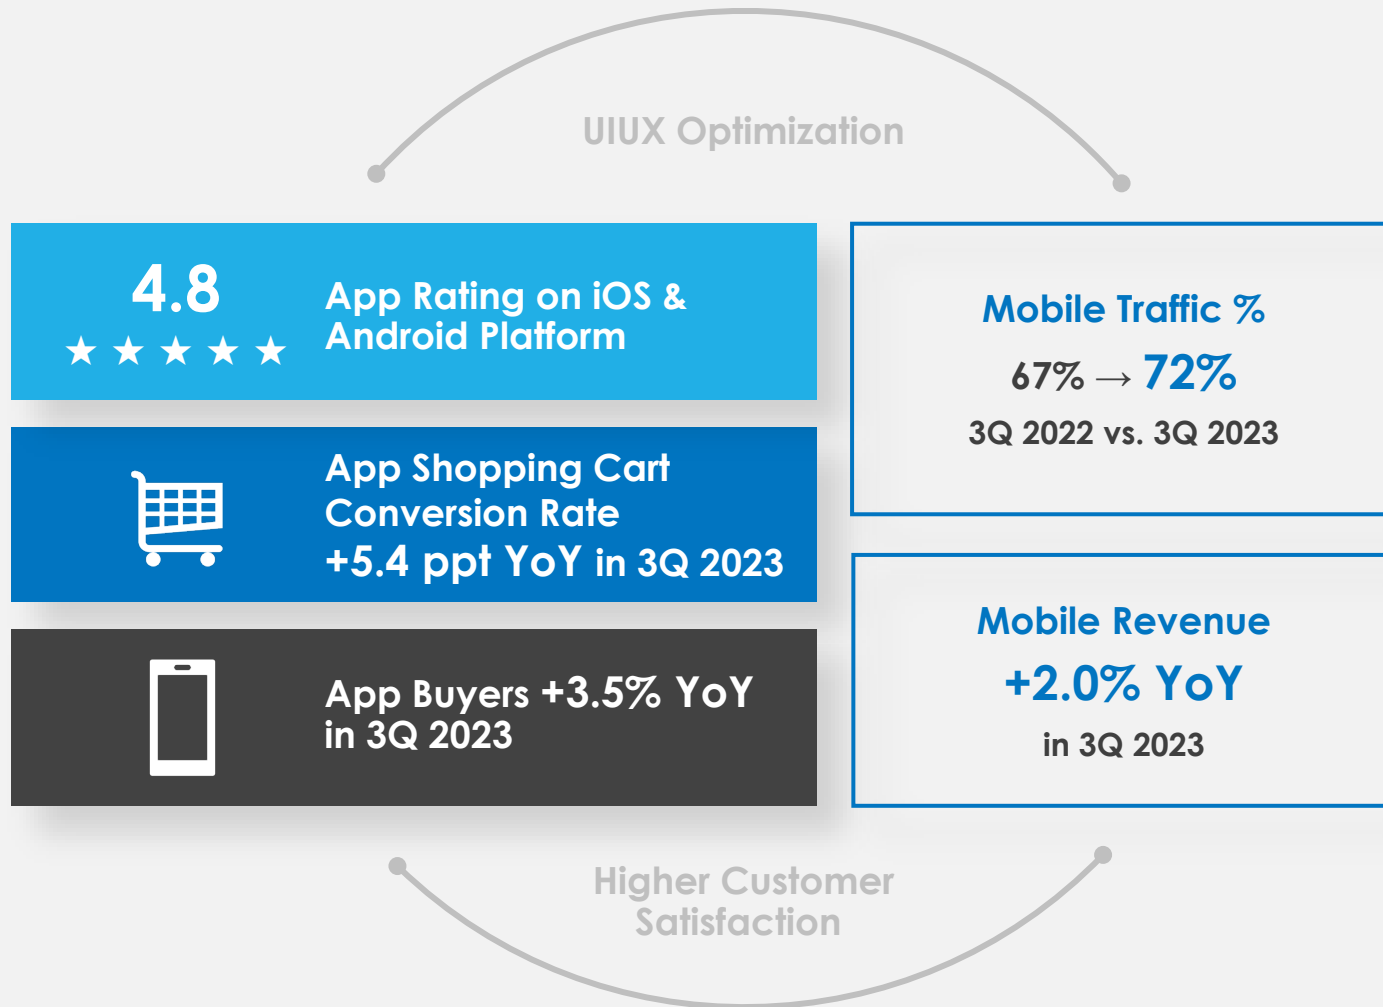 UIUX Optimization
4.8
App Rating on iOS &
Android Platform
App Shopping Cart
Conversion Rate
+5.4 ppt YoY in 3Q 2023
App Buyers +3.5% YoY
in 3Q 2023
Mobile Traffic %
67% → 72%
3Q 2022 vs. 3Q 2023
Mobile Revenue
+2.0% YoY
in 3Q 2023
Higher Customer
Satisfaction